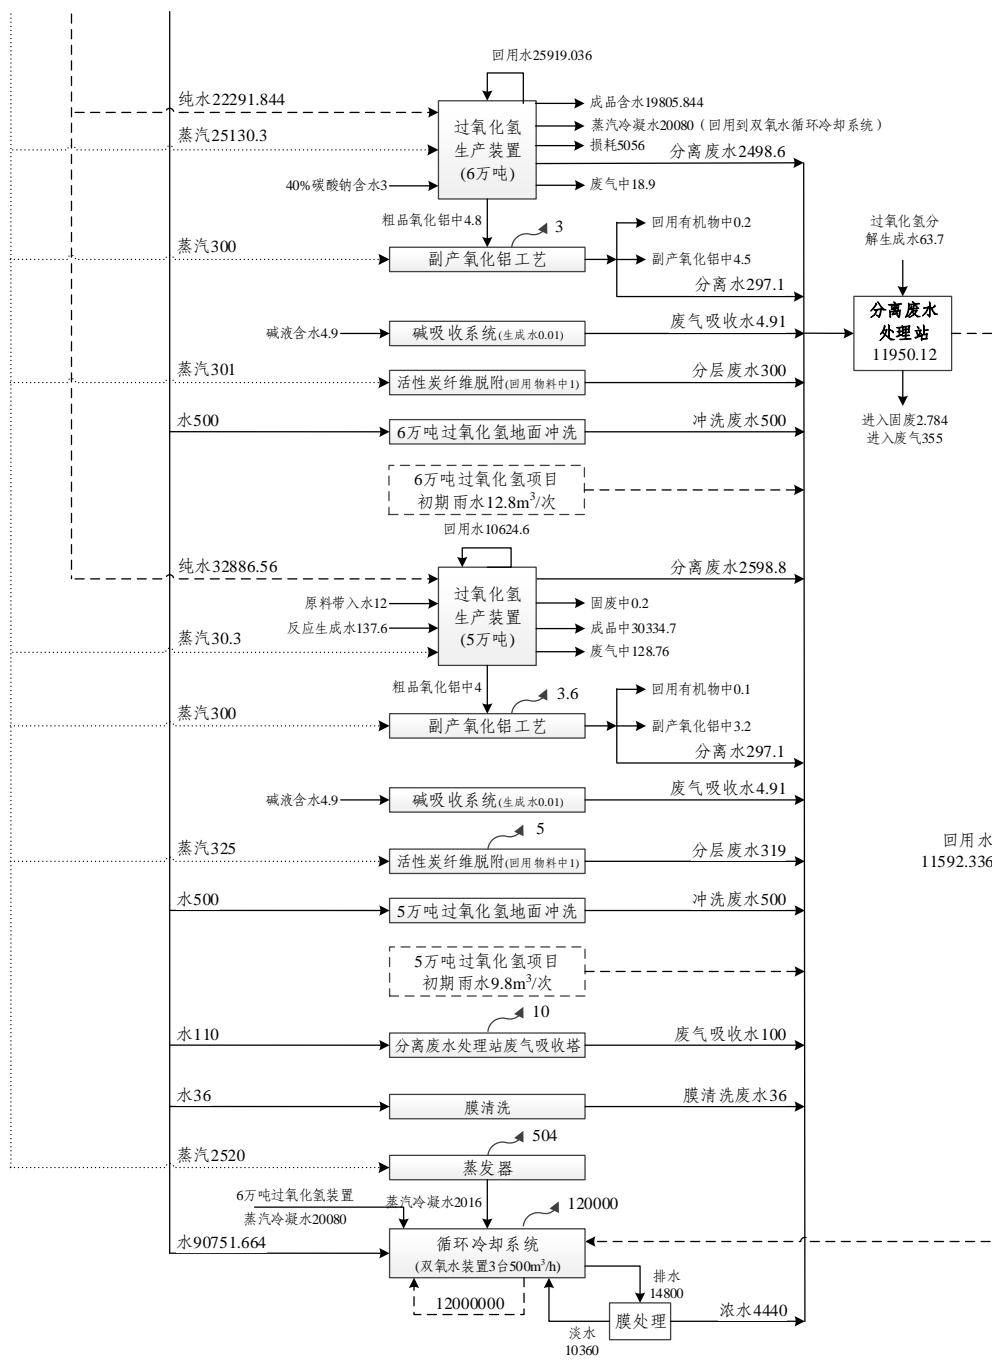 回用水25919.036
纯水22291.844
过氧化氢
生产装置
(6万吨)
成品含水19805.844
蒸汽冷凝水20080（回用到双氧水循环冷却系统）
蒸汽25130.3
损耗5056
分离废水2498.6
40%碳酸钠含水3
废气中18.9
粗品氧化铝中4.8
3
回用有机物中0.2
过氧化氢分
解生成水63.7
蒸汽300
副产氧化铝工艺
副产氧化铝中4.5
分离水297.1
分离废水
处理站
11950.12
碱液含水4.9
碱吸收系统(生成水0.01)
废气吸收水4.91
蒸汽301
活性炭纤维脱附(回用物料中1)
分层废水300
进入固废2.784
进入废气355
水500
6万吨过氧化氢地面冲洗
冲洗废水500
6万吨过氧化氢项目
初期雨水12.8m³/次
回用水10624.6
纯水32886.56
过氧化氢
生产装置
(5万吨)
分离废水2598.8
原料带入水12
固废中0.2
反应生成水137.6
成品中30334.7
蒸汽30.3
废气中128.76
粗品氧化铝中4
3.6
回用有机物中0.1
蒸汽300
副产氧化铝工艺
副产氧化铝中3.2
分离水297.1
碱液含水4.9
碱吸收系统(生成水0.01)
废气吸收水4.91
5
蒸汽325
活性炭纤维脱附(回用物料中1)
分层废水319
回用水
11592.336
水500
5万吨过氧化氢地面冲洗
冲洗废水500
5万吨过氧化氢项目
初期雨水9.8m³/次
10
水110
分离废水处理站废气吸收塔
废气吸收水100
水36
膜清洗
膜清洗废水36
504
蒸汽2520
蒸发器
6万吨过氧化氢装置
蒸汽冷凝水20080
蒸汽冷凝水2016
120000
水90751.664
循环冷却系统
(双氧水装置3台500m³/h)
12000000
排水
14800
膜处理
浓水4440
淡水
10360